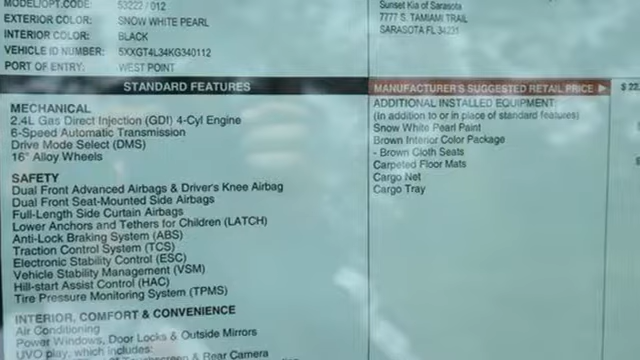 MODEL/OPT.CODE: 53222 / 012
EXTERIOR COLOR: SNOW WHITE PEARL
INTERIOR COLOR: BLACK
VEHICLE ID NUMBER: 5XXGT4L34KG340112
PORT OF ENTRY: WEST POINT
Sunset Kia of Sarasota
7777 S. TAMIAMI TRAIL
SARASOTA FL 34231
STANDARD FEATURES
MECHANICAL
2.4L Gas Direct Injection (GDI) 4-Cyl Engine
6-Speed Automatic Transmission
Drive Mode Select (DMS)
16" Alloy Wheels
SAFETY
Dual Front Advanced Airbags & Driver's Knee Airbag
Dual Front Seat-Mounted Side Airbags
Full-Length Side Curtain Airbags
Lower Anchors and Tethers for Children (LATCH)
Anti-Lock Braking System (ABS)
Traction Control System (TCS)
Electronic Stability Control (ESC)
Vehicle Stability Management (VSM)
Hill-start Assist Control (HAC)
Tire Pressure Monitoring System (TPMS)
INTERIOR, COMFORT & CONVENIENCE
Air Conditioning
Power Windows, Door Locks & Outside Mirrors
UVO play, which includes:
Touchscreen & Rear Camera
MANUFACTURER'S SUGGESTED RETAIL PRICE ▶ $ 22,
ADDITIONAL INSTALLED EQUIPMENT:
(In addition to or in place of standard features)
Snow White Pearl Paint
Brown Interior Color Package
- Brown Cloth Seats
Carpeted Floor Mats
Cargo Net
Cargo Tray